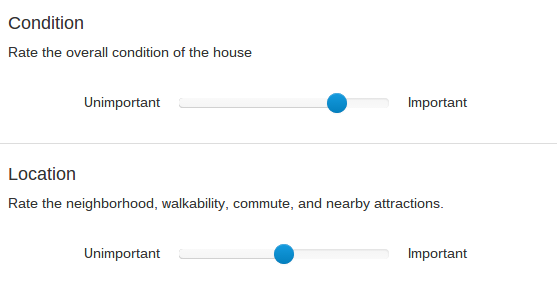 Condition
Rate the overall condition of the house
Unimportant Important
Location
Rate the neighborhood, walkability, commute, and nearby attractions.
Unimportant Important